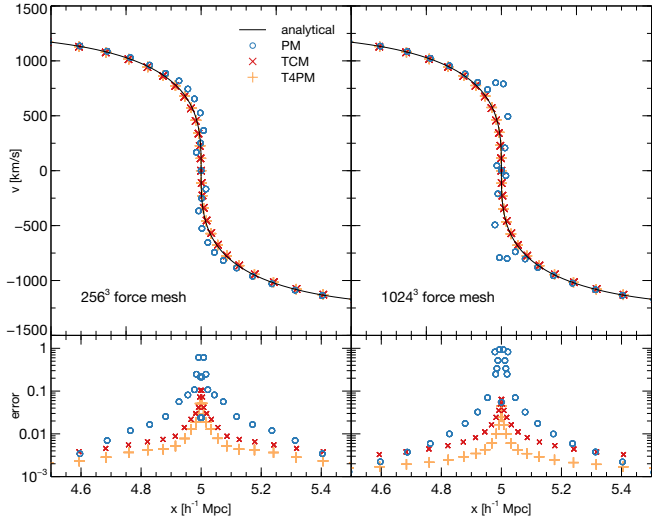 analytical
PM
TCM
T4PM
1500
1000
500
0
−500
−1000
−1500
v [km/s]
256³ force mesh
1024³ force mesh
1
0.1
0.01
10⁻³
error
4.6 4.8 5 5.2 5.4
4.6 4.8 5 5.2 5.4
x [h⁻¹ Mpc]
x [h⁻¹ Mpc]